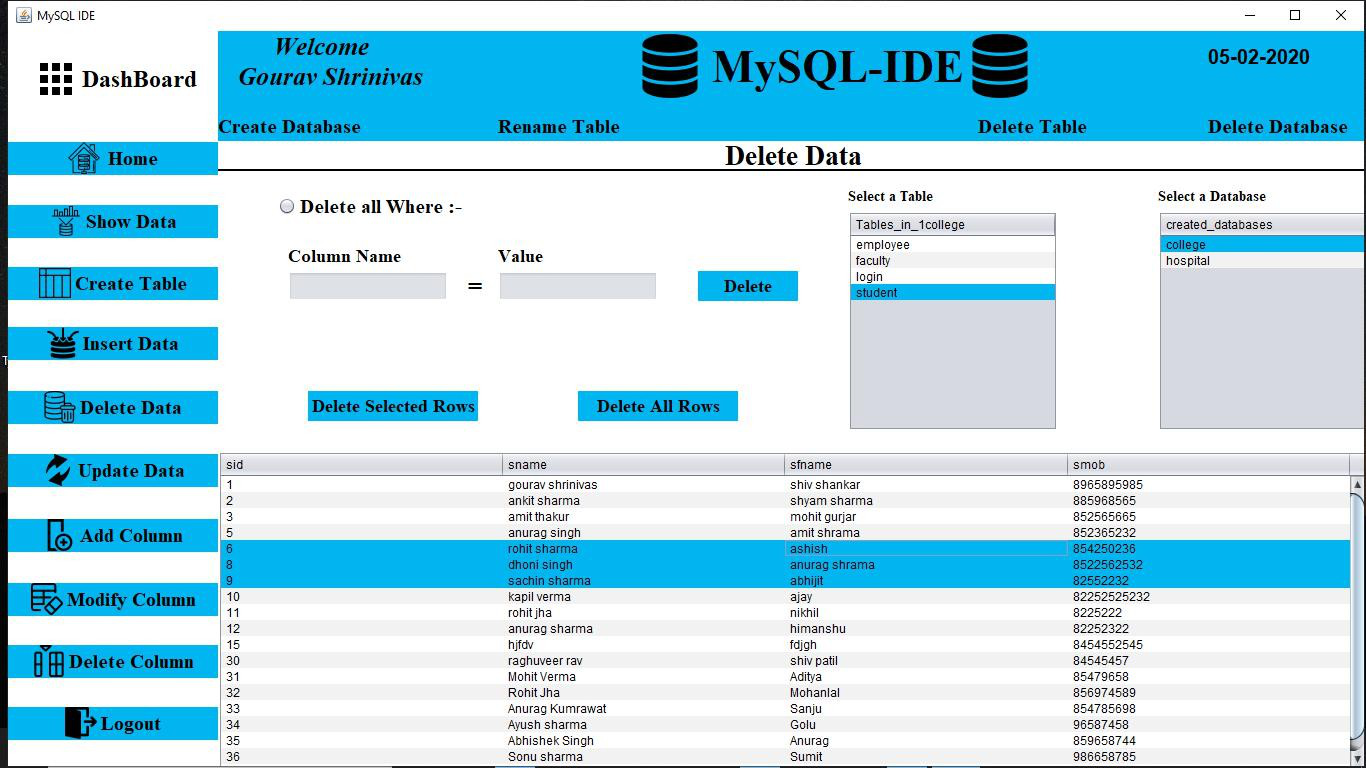 MySQL IDE
DashBoard
Welcome
Gourav Shrinivas
MySQL-IDE
05-02-2020
Create Database Rename Table Delete Table Delete Database
Home
Show Data
Create Table
Insert Data
Delete Data
Update Data
Add Column
Modify Column
Delete Column
Logout
Delete Data
Delete all Where :-
Column Name Value
=
Delete
Delete Selected Rows Delete All Rows
Select a Table
Tables_in_1college
employee
faculty
login
student
Select a Database
created_databases
college
hospital
sid sname sfname smob
1 gourav shrinivas shiv shankar 8965895985
2 ankit sharma shyam sharma 885968565
3 amit thakur mohit gurjar 852565665
5 anurag singh amit shrama 852365232
6 rohit sharma ashish 854250236
8 dhoni singh anurag shrama 8522562532
9 sachin sharma abhijit 82552232
10 kapil verma ajay 82252525232
11 rohit jha nikhil 8225222
12 anurag sharma himanshu 82252322
15 hjfdv fdjgh 8454552545
30 raghuveer rav shiv patil 84545457
31 Mohit Verma Aditya 85479658
32 Rohit Jha Mohanlal 856974589
33 Anurag Kumrawat Sanju 854785698
34 Ayush sharma Golu 96587458
35 Abhishek Singh Anurag 859658744
36 Sonu sharma Sumit 986658785